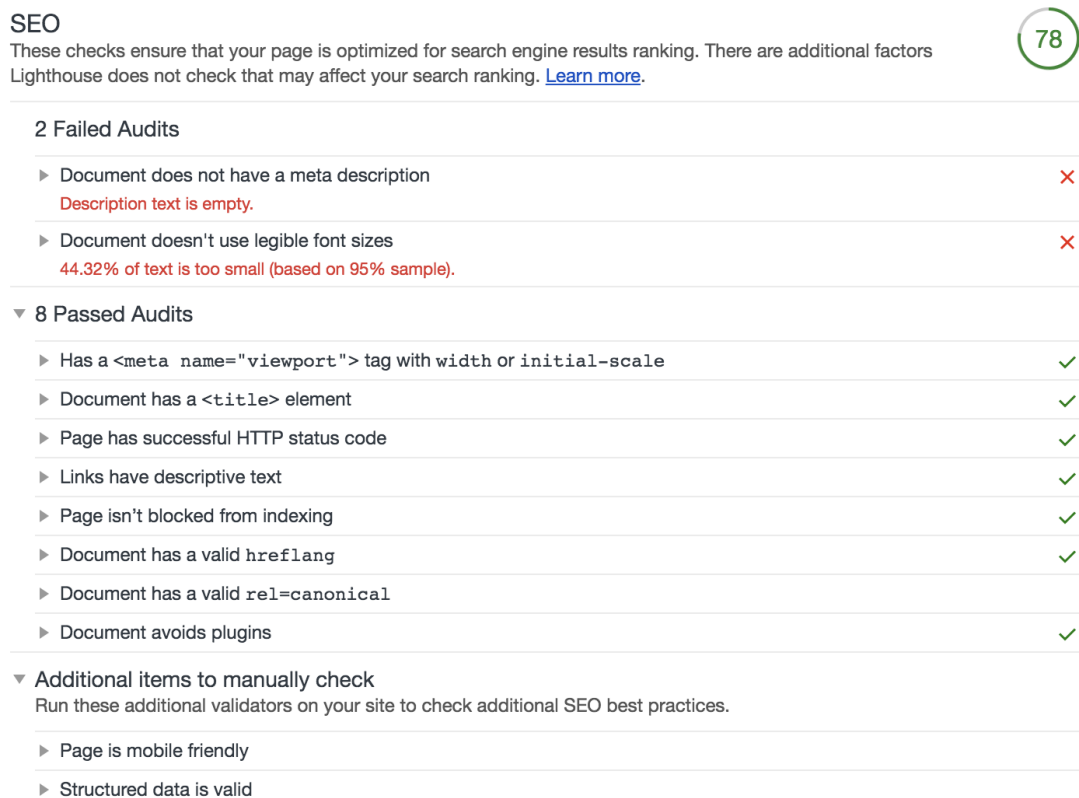 SEO
78
These checks ensure that your page is optimized for search engine results ranking. There are additional factors
Lighthouse does not check that may affect your search ranking. Learn more.
2 Failed Audits
Document does not have a meta description
Description text is empty.
Document doesn't use legible font sizes
44.32% of text is too small (based on 95% sample).
8 Passed Audits
Has a <meta name="viewport"> tag with width or initial-scale
Document has a <title> element
Page has successful HTTP status code
Links have descriptive text
Page isn’t blocked from indexing
Document has a valid hreflang
Document has a valid rel=canonical
Document avoids plugins
Additional items to manually check
Run these additional validators on your site to check additional SEO best practices.
Page is mobile friendly
Structured data is valid